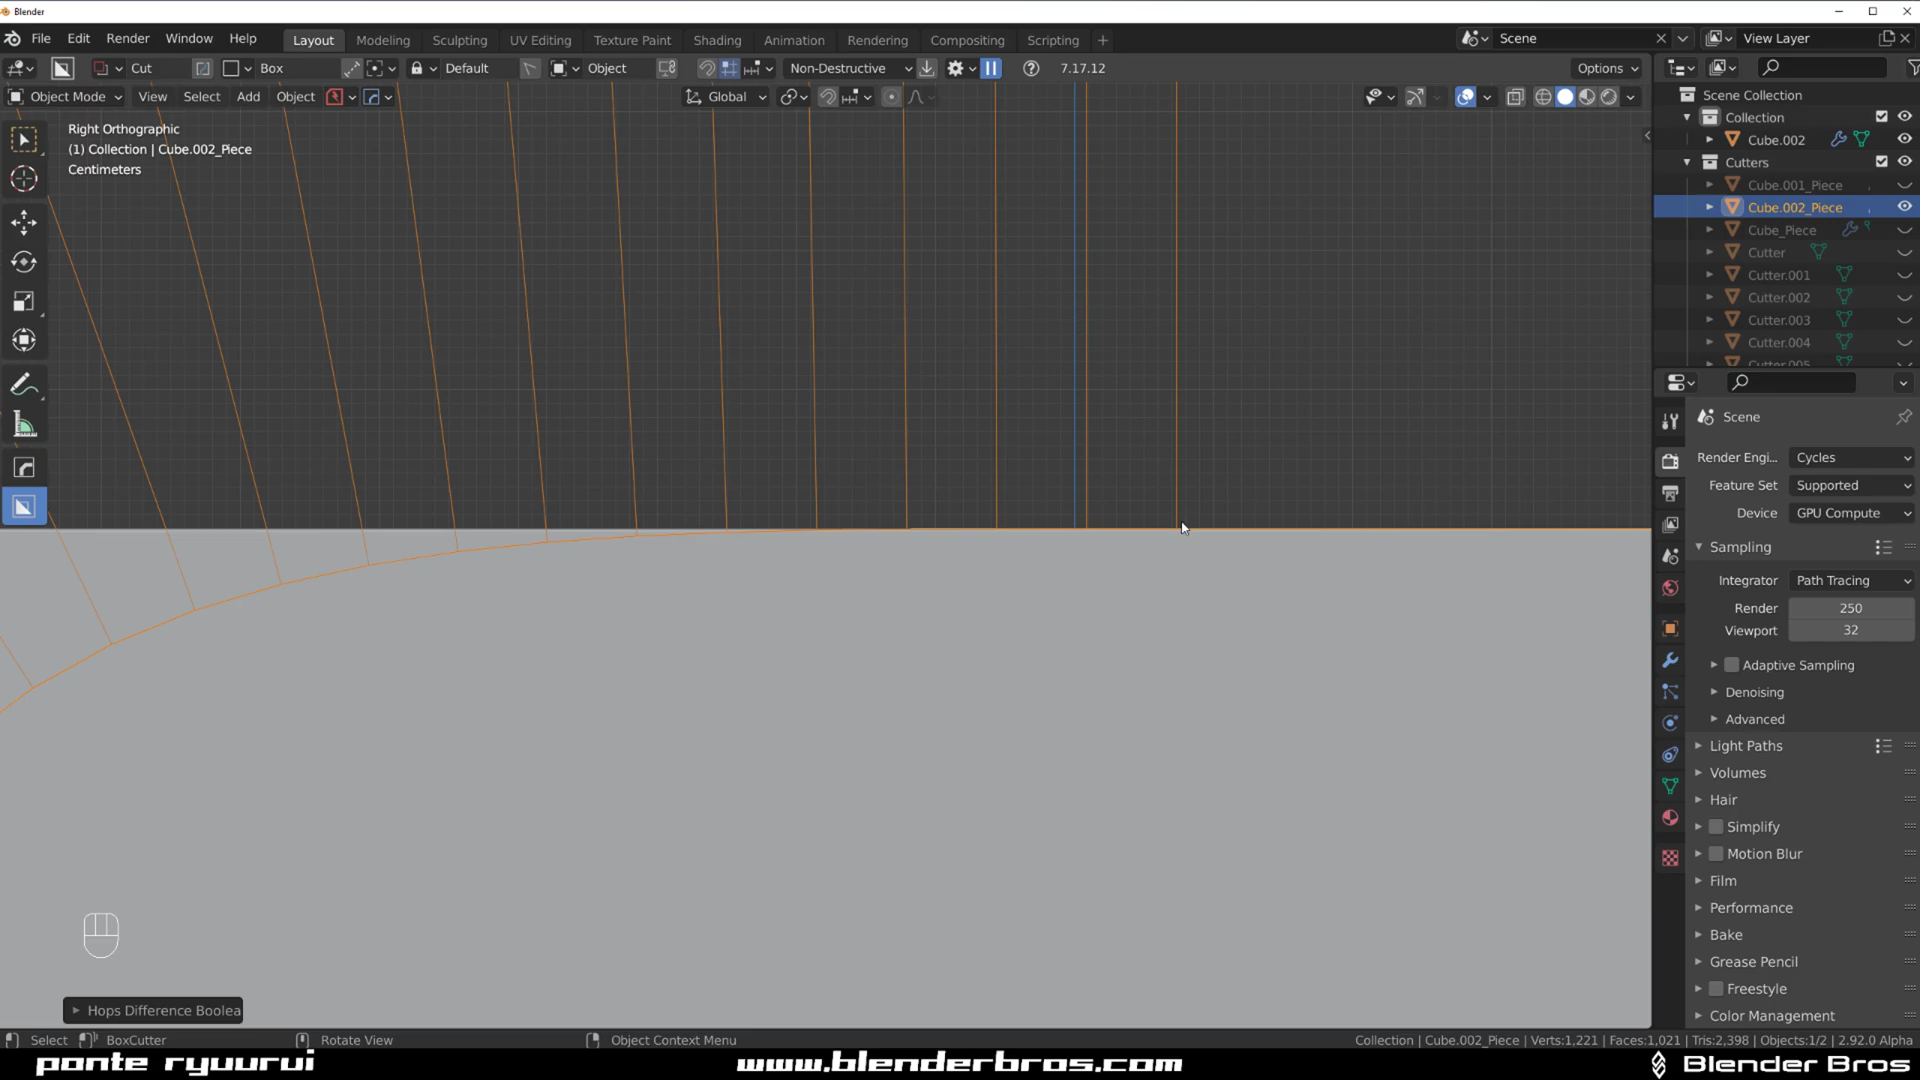 Blender
File Edit Render Window Help Layout Modeling Sculpting UV Editing Texture Paint Shading Animation Rendering Compositing Scripting + Scene View Layer
Cut Box Default Object Non-Destructive 7.17.12 Options
Object Mode View Select Add Object Global
Right Orthographic
(1) Collection | Cube.002_Piece
Centimeters
Scene Collection
Collection
Cube.002
Cutters
Cube.001_Piece
Cube.002_Piece
Cube_Piece
Cutter
Cutter.001
Cutter.002
Cutter.003
Cutter.004
Cutter.005
Scene
Render Engi... Cycles
Feature Set Supported
Device GPU Compute
Sampling
Integrator Path Tracing
Render 250
Viewport 32
Adaptive Sampling
Denoising
Advanced
Light Paths
Volumes
Hair
Simplify
Motion Blur
Film
Performance
Bake
Grease Pencil
Freestyle
Color Management
Hops Difference Boolea
Select BoxCutter Rotate View Object Context Menu Collection | Cube.002_Piece | Verts:1,221 | Faces:1,021 | Tris:2,398 | Objects:1/2 | 2.92.0 Alpha
ponte ryuurui www.blenderbros.com Blender Bros